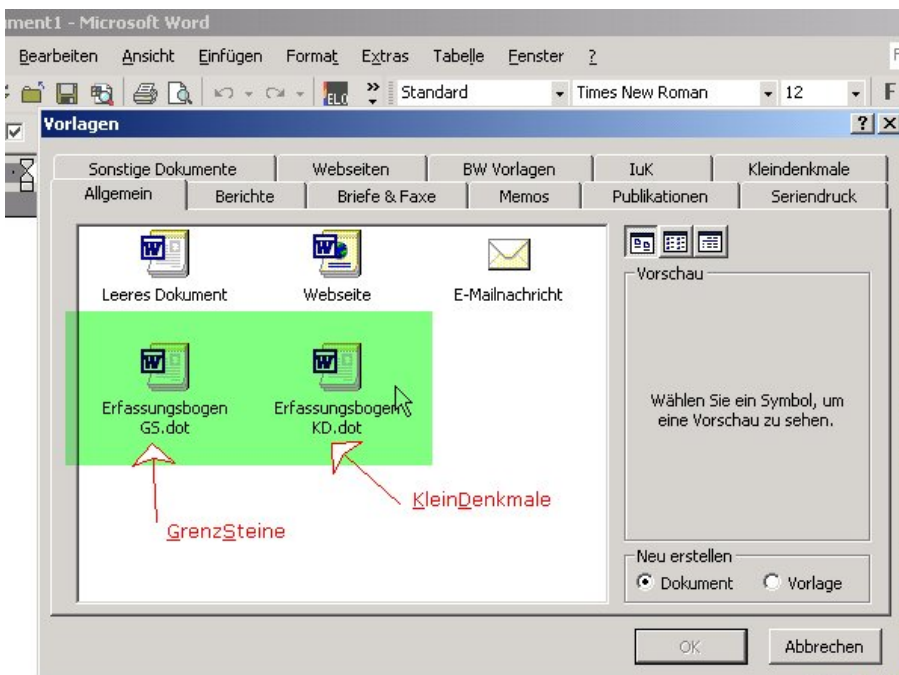 ument1 - Microsoft Word
Bearbeiten Ansicht Einfügen Format Extras Tabelle Fenster ?
ELO Standard Times New Roman 12 F
Vorlagen
Sonstige Dokumente Webseiten BW Vorlagen IuK Kleindenkmale
Allgemein Berichte Briefe & Faxe Memos Publikationen Seriendruck
Leeres Dokument Webseite E-Mailnachricht
Vorschau
Erfassungsbogen GS.dot
Erfassungsbogen KD.dot
Wählen Sie ein Symbol, um
eine Vorschau zu sehen.
KleinDenkmale
GrenzSteine
Neu erstellen
Dokument Vorlage
OK Abbrechen